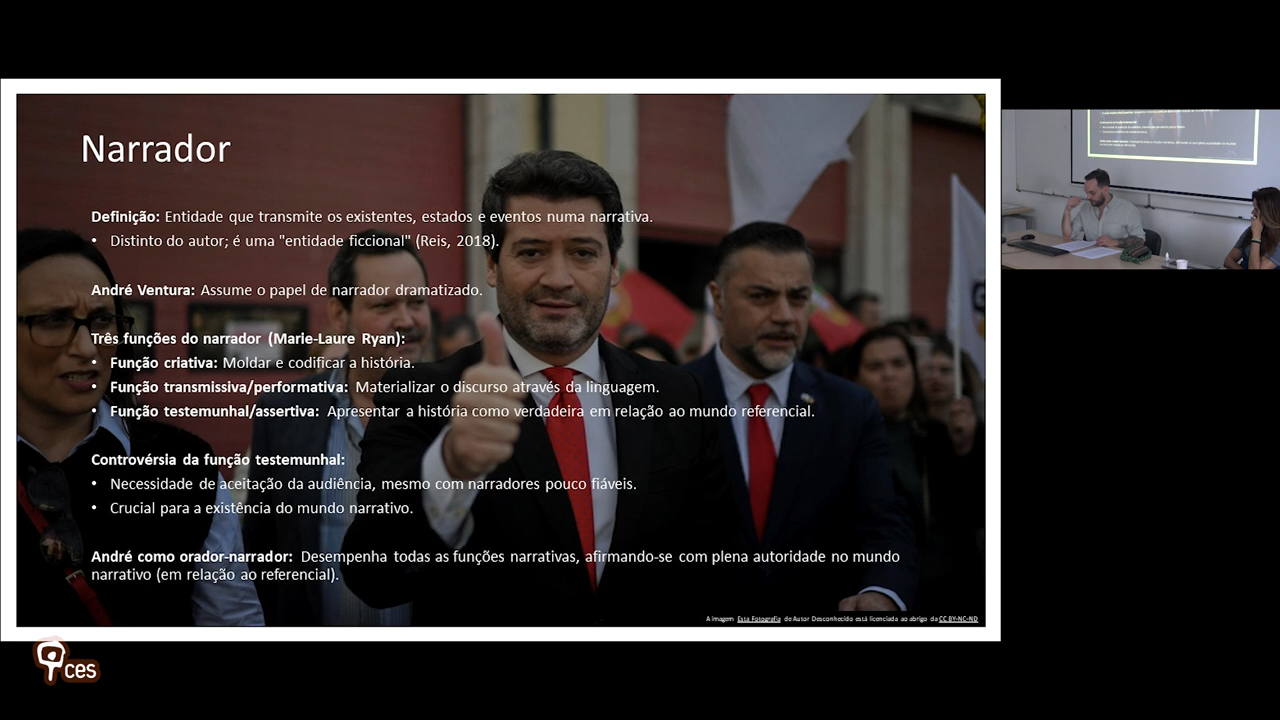 Narrador
Definição: Entidade que transmite os existentes, estados e eventos numa narrativa.
• Distinto do autor; é uma "entidade ficcional" (Reis, 2018).
André Ventura: Assume o papel de narrador dramatizado.
Três funções do narrador (Marie-Laure Ryan):
• Função criativa: Moldar e codificar a história.
• Função transmissiva/performativa: Materializar o discurso através da linguagem.
• Função testemunhal/assertiva: Apresentar a história como verdadeira em relação ao mundo referencial.
Controvérsia da função testemunhal:
• Necessidade de aceitação da audiência, mesmo com narradores pouco fiáveis.
• Crucial para a existência do mundo narrativo.
André como orador-narrador: Desempenha todas as funções narrativas, afirmando-se com plena autoridade no mundo
narrativo (em relação ao referencial).
A imagem Esta Fotografia de Autor Desconhecido está licenciada ao abrigo da CC BY-NC-ND
ces